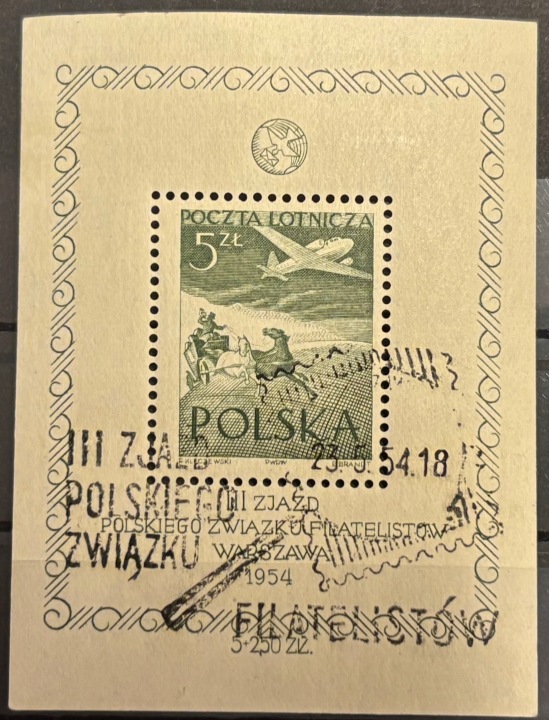 POCZTA LOTNICZA
5 ZŁ
POLSKA
DWPW
23.5.54.18
III ZJAZD
POLSKIEGO
ZWIĄZKU
FILATELISTÓW
III ZJAZD
POLSKIEGO ZWIĄZKU FILATELISTÓW
WARSZAWA
1954
5+2,50 ZŁ.